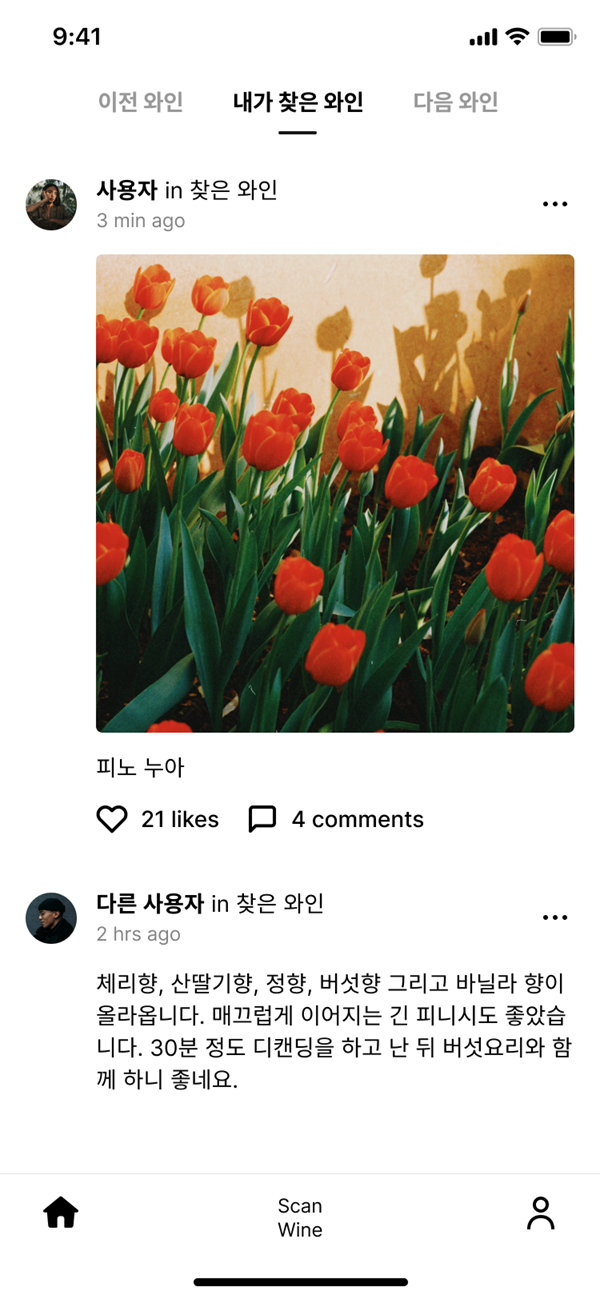 9:41
이전 와인 내가 찾은 와인 다음 와인
사용자 in 찾은 와인
3 min ago
피노 누아
21 likes 4 comments
다른 사용자 in 찾은 와인
2 hrs ago
체리향, 산딸기향, 정향, 버섯향 그리고 바닐라 향이
올라옵니다. 매끄럽게 이어지는 긴 피니시도 좋았습
니다. 30분 정도 디캔딩을 하고 난 뒤 버섯요리와 함
께 하니 좋네요.
Scan
Wine